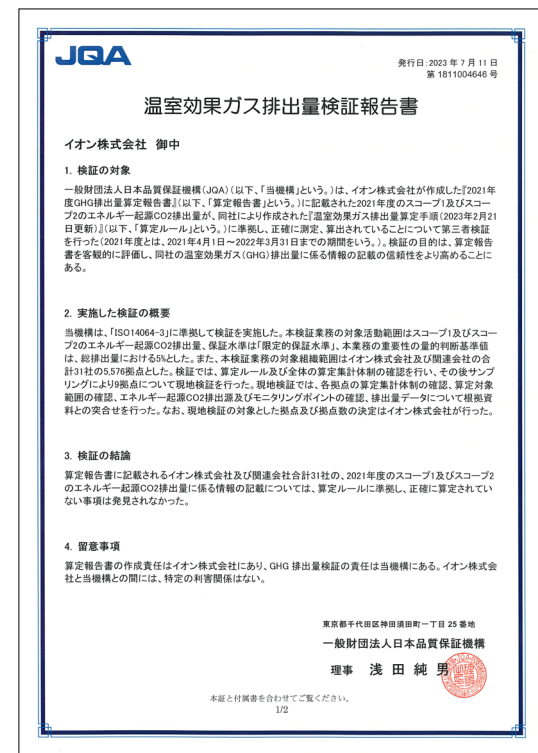 JQA
発行日：2023 年 7 月 11 日
第 1811004646 号
温室効果ガス排出量検証報告書
イオン株式会社 御中
1. 検証の対象
一般財団法人日本品質保証機構(JQA)(以下、「当機構」という。)は、イオン株式会社が作成した『2021年
度GHG排出量算定報告書』(以下、「算定報告書」という。)に記載された2021年度のスコープ1及びスコー
プ2のエネルギー起源CO2排出量が、同社により作成された『温室効果ガス排出量算定手順(2023年2月21
日更新)』(以下、「算定ルール」という。)に準拠し、正確に測定、算出されていることについて第三者検証
を行った(2021年度とは、2021年4月1日～2022年3月31日までの期間をいう。)。検証の目的は、算定報告
書を客観的に評価し、同社の温室効果ガス(GHG)排出量に係る情報の記載の信頼性をより高めることに
ある。
2. 実施した検証の概要
当機構は、「ISO14064-3」に準拠して検証を実施した。本検証業務の対象活動範囲はスコープ1及びスコー
プ2のエネルギー起源CO2排出量、保証水準は「限定的保証水準」、本業務の重要性の量的判断基準値
は、総排出量における5%とした。また、本検証業務の対象組織範囲はイオン株式会社及び関連会社の合
計31社の5,576拠点とした。検証では、算定ルール及び全体の算定集計体制の確認を行い、その後サンプ
リングにより9拠点について現地検証を行った。現地検証では、各拠点の算定集計体制の確認、算定対象
範囲の確認、エネルギー起源CO2排出源及びモニタリングポイントの確認、排出量データについて根拠資
料との突合せを行った。なお、現地検証の対象とした拠点及び拠点数の決定はイオン株式会社が行った。
3. 検証の結論
算定報告書に記載されるイオン株式会社及び関連会社合計31社の、2021年度のスコープ1及びスコープ2
のエネルギー起源CO2排出量に係る情報の記載については、算定ルールに準拠し、正確に算定されてい
ない事項は発見されなかった。
4. 留意事項
算定報告書の作成責任はイオン株式会社にあり、GHG 排出量検証の責任は当機構にある。イオン株式会
社と当機構との間には、特定の利害関係はない。
東京都千代田区神田須田町一丁目 25 番地
一般財団法人日本品質保証機構
理事 浅 田 純 男
本証と付属書を合わせてご覧ください。
1/2